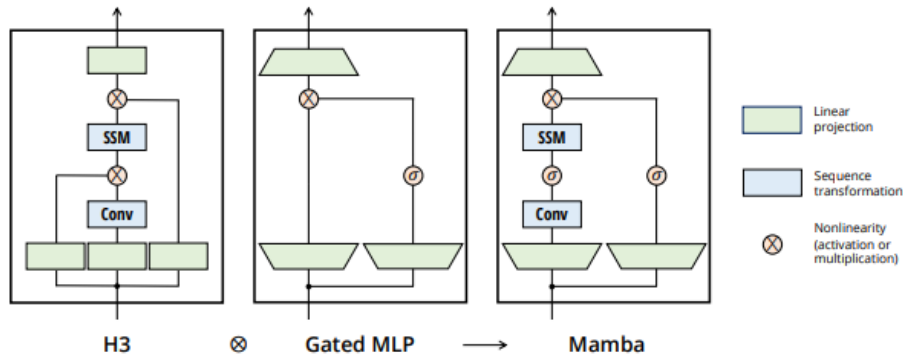 SSM
Conv
σ
SSM
σ
Conv
σ
Linear
projection
Sequence
transformation
Nonlinearity
(activation or
multiplication)
H3 ⊗ Gated MLP → Mamba